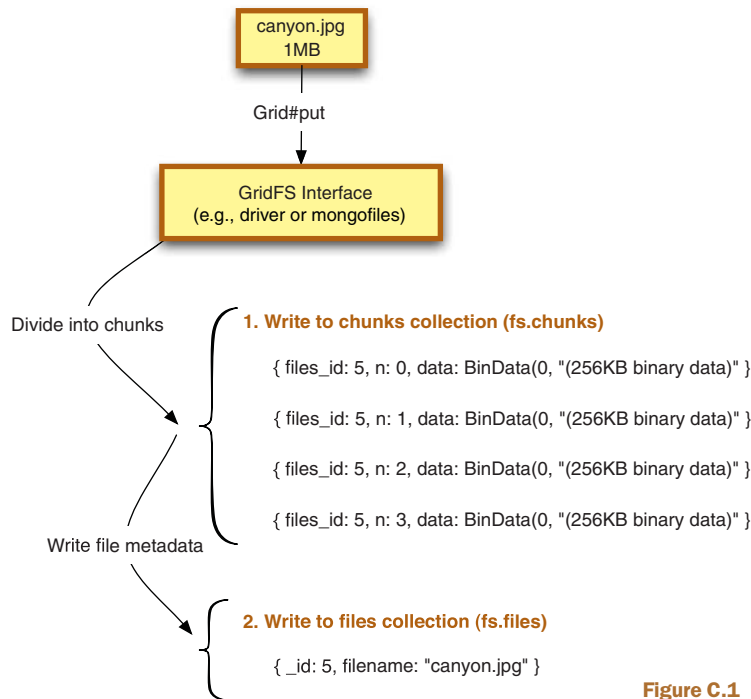 canyon.jpg
1MB
Grid#put
GridFS Interface
(e.g., driver or mongofiles)
Divide into chunks
1. Write to chunks collection (fs.chunks)
{ files_id: 5, n: 0, data: BinData(0, "(256KB binary data)" }
{ files_id: 5, n: 1, data: BinData(0, "(256KB binary data)" }
{ files_id: 5, n: 2, data: BinData(0, "(256KB binary data)" }
{ files_id: 5, n: 3, data: BinData(0, "(256KB binary data)" }
Write file metadata
2. Write to files collection (fs.files)
{ _id: 5, filename: "canyon.jpg" }
Figure C.1